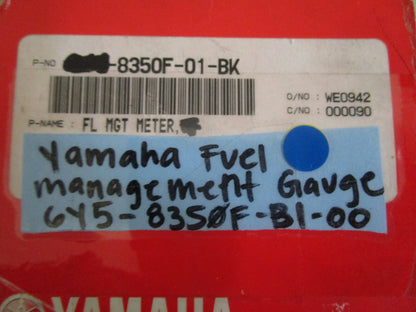 P-NO -8350F-01-BK
O/NO : WE0942
C/NO : 000090
P-NAME : FL MGT METER,
Yamaha Fuel
management Gauge
6Y5-8350F-B1-00
YAMAHA